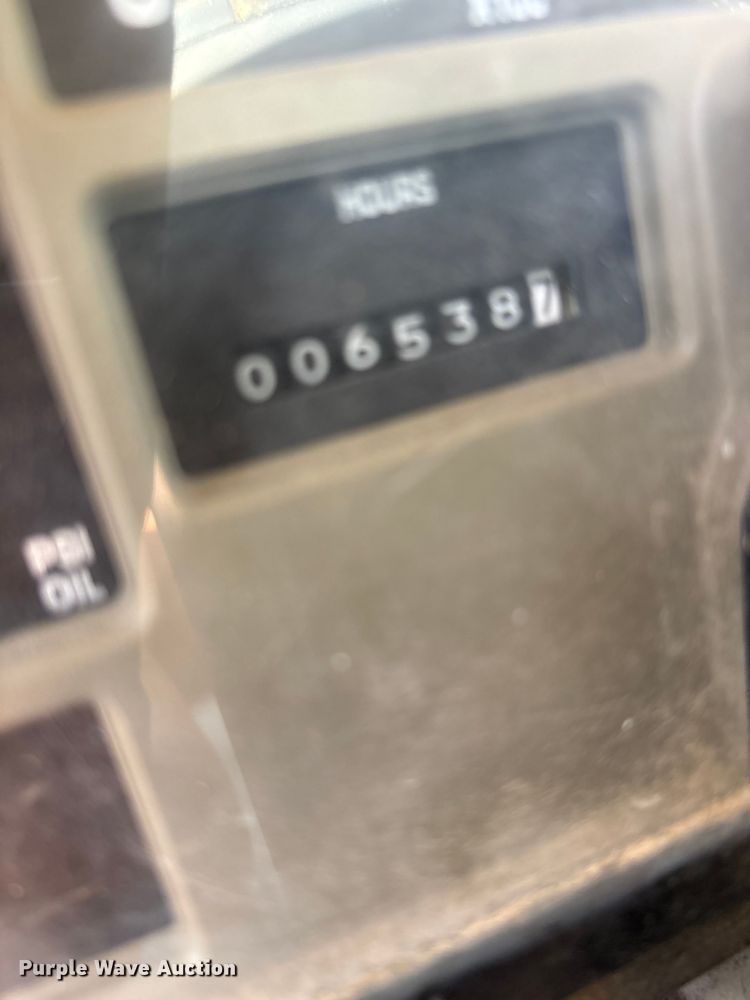 HOURS
0065387
PSI
OIL
Purple Wave Auction